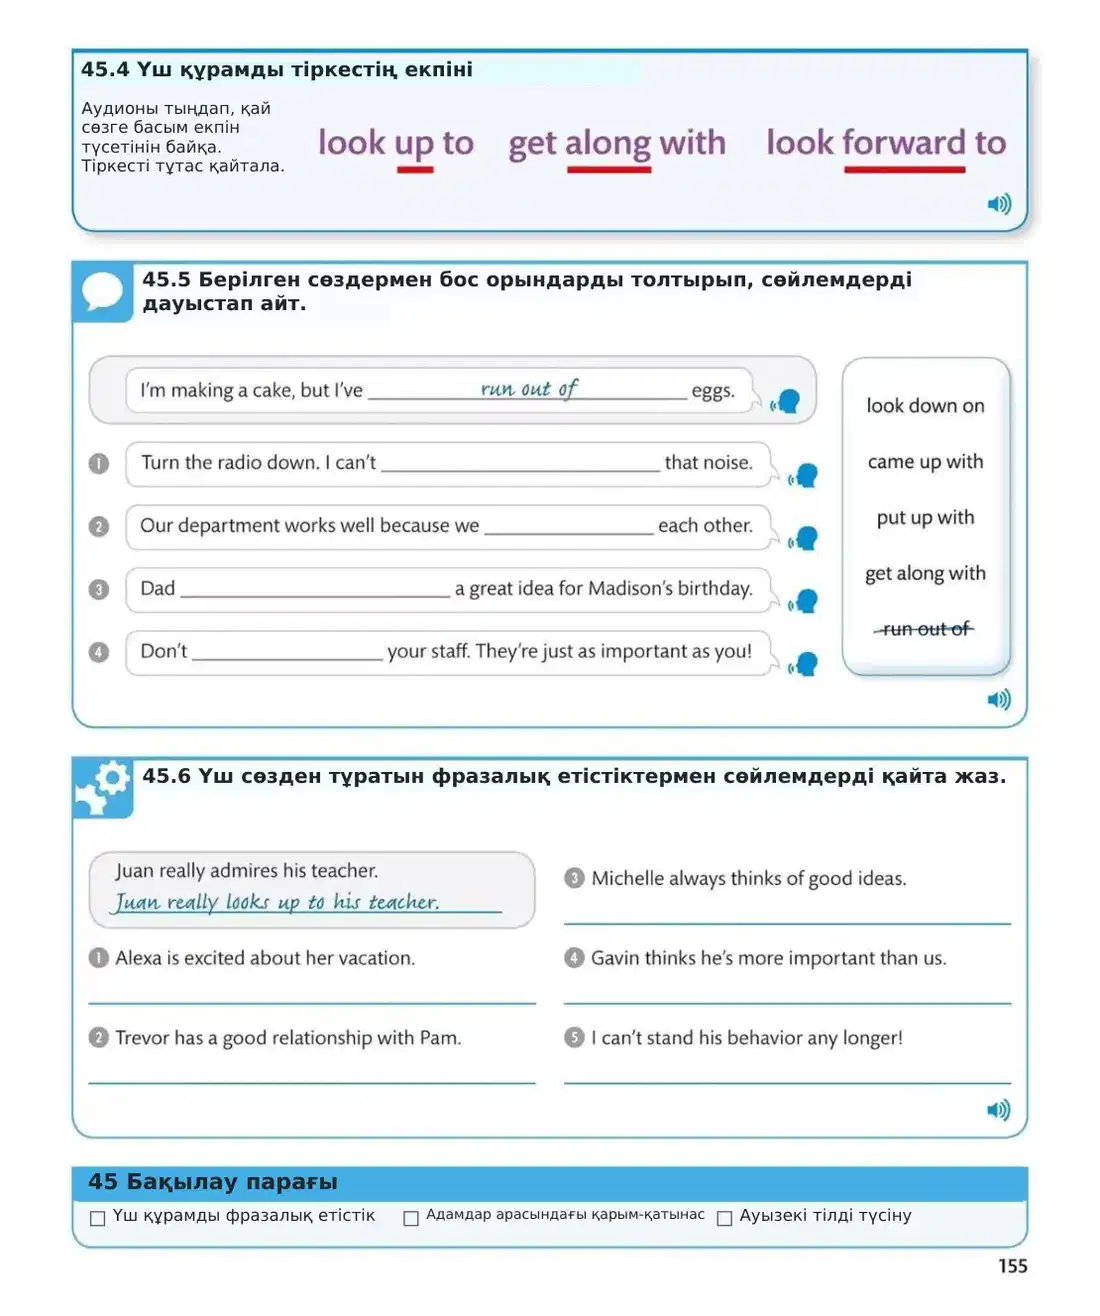 45.4 Үш құрамды тіркестің екпіні
Аудионы тыңдап, қай
сөзге басым екпін
түсетінін байқа.
Тіркесті тұтас қайтала.
look up to get along with look forward to
45.5 Берілген сөздермен бос орындарды толтырып, сөйлемдерді
дауыстап айт.
I'm making a cake, but I've run out of eggs.
1 Turn the radio down. I can't ____ that noise.
2 Our department works well because we ____ each other.
3 Dad ____ a great idea for Madison's birthday.
4 Don't ____ your staff. They're just as important as you!
look down on
came up with
put up with
get along with
run out of
45.6 Үш сөзден тұратын фразалық етістіктермен сөйлемдерді қайта жаз.
Juan really admires his teacher.
Juan really looks up to his teacher.
1 Alexa is excited about her vacation.
2 Trevor has a good relationship with Pam.
3 Michelle always thinks of good ideas.
4 Gavin thinks he's more important than us.
5 I can't stand his behavior any longer!
45 Бақылау парағы
Үш құрамды фразалық етістік Адамдар арасындағы қарым-қатынас Ауызекі тілді түсіну
155